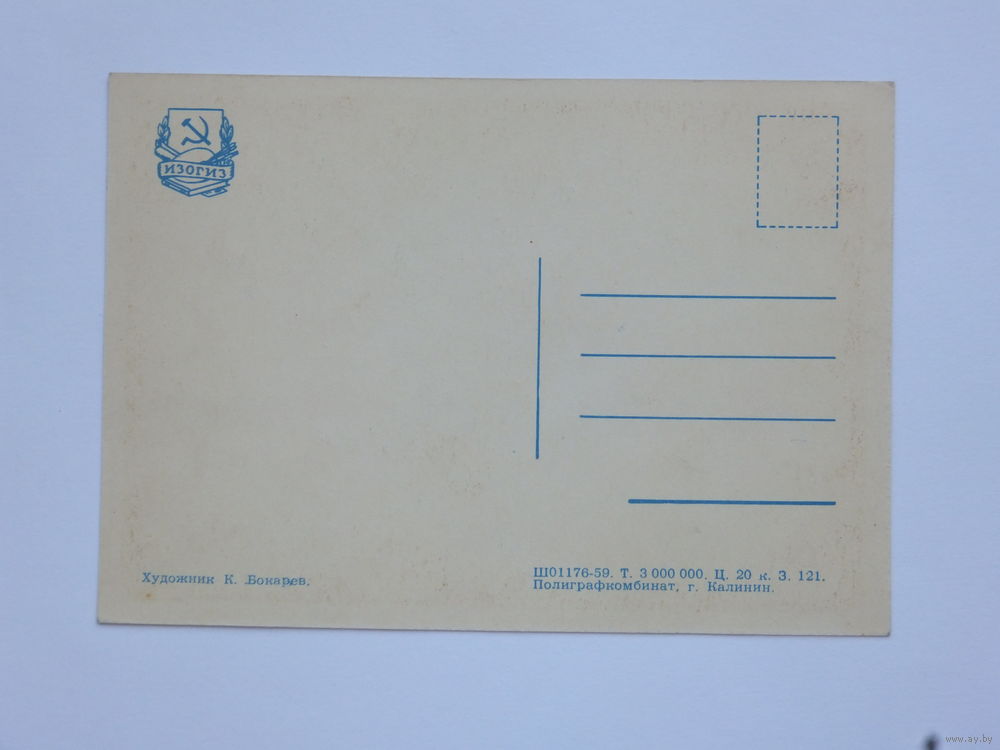 ИЗОГИЗ
Художник К. Бокарев.
Ш01176-59. Т. 3 000 000. Ц. 20 к. З. 121.
Полиграфкомбинат, г. Калинин.
www.ay.by